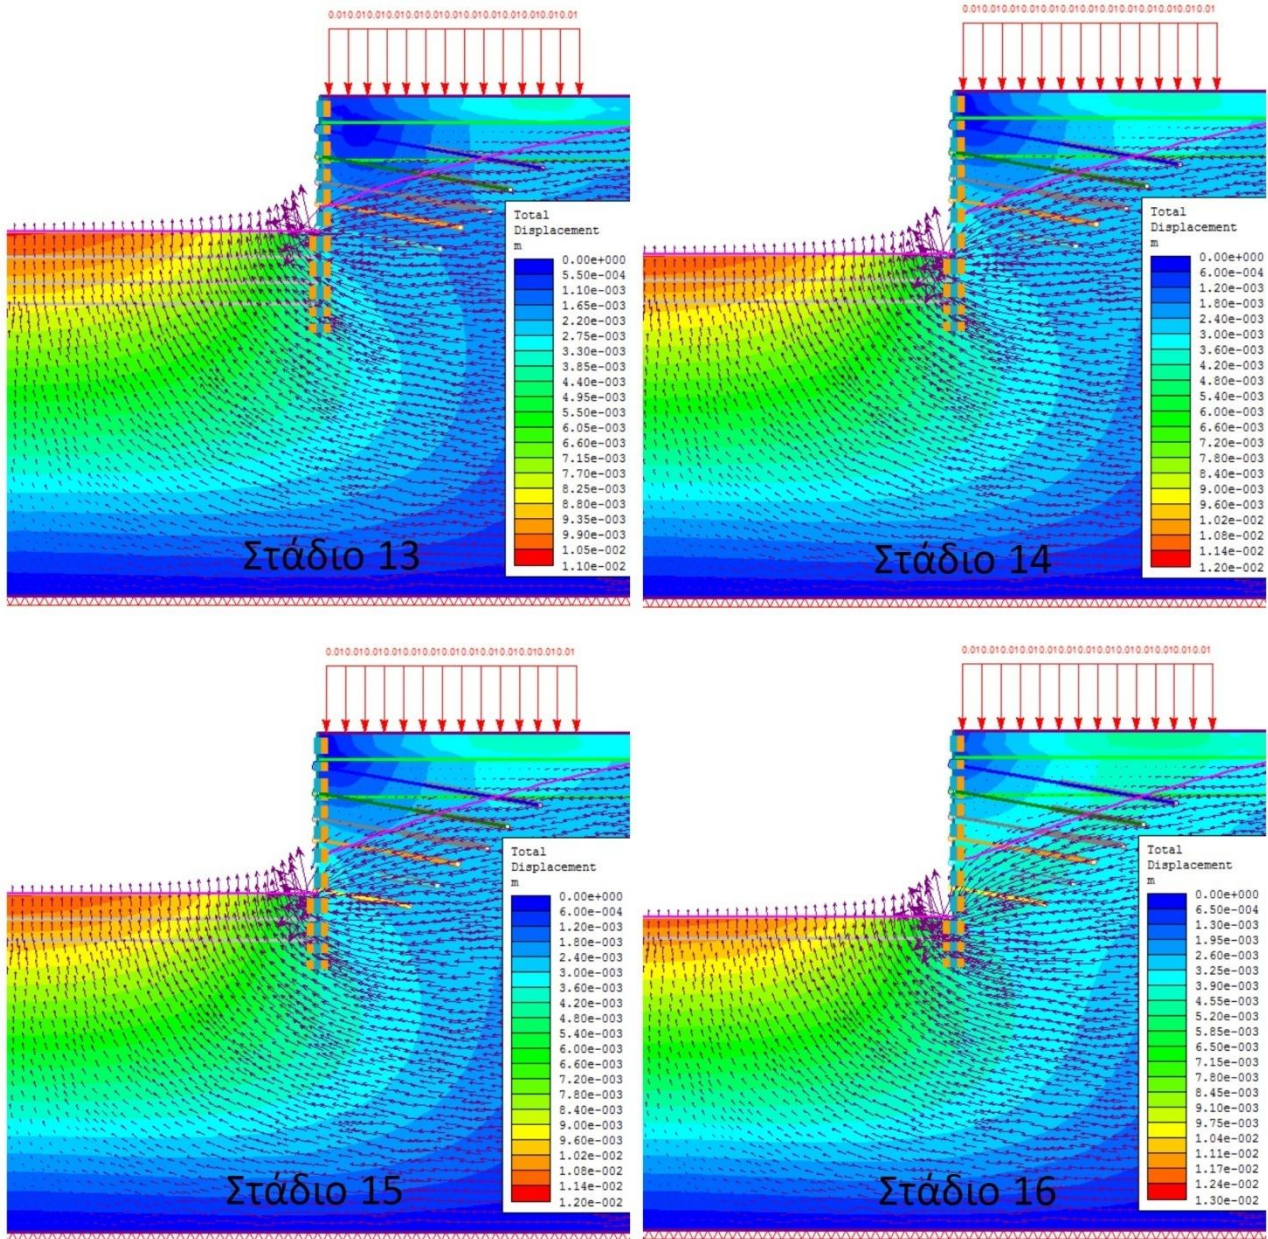 0.010.010.010.010.010.010.010.010.010.010.010.010.01
Total
Displacement
m
0.00e+000
5.50e-004
1.10e-003
1.65e-003
2.20e-003
2.75e-003
3.30e-003
3.85e-003
4.40e-003
4.95e-003
5.50e-003
6.05e-003
6.60e-003
7.15e-003
7.70e-003
8.25e-003
8.80e-003
9.35e-003
9.90e-003
1.05e-002
1.10e-002
Στάδιο 13
0.010.010.010.010.010.010.010.010.010.010.010.010.01
Total
Displacement
m
0.00e+000
6.00e-004
1.20e-003
1.80e-003
2.40e-003
3.00e-003
3.60e-003
4.20e-003
4.80e-003
5.40e-003
6.00e-003
6.60e-003
7.20e-003
7.80e-003
8.40e-003
9.00e-003
9.60e-003
1.02e-002
1.08e-002
1.14e-002
1.20e-002
Στάδιο 14
0.010.010.010.010.010.010.010.010.010.010.010.010.01
Total
Displacement
m
0.00e+000
6.00e-004
1.20e-003
1.80e-003
2.40e-003
3.00e-003
3.60e-003
4.20e-003
4.80e-003
5.40e-003
6.00e-003
6.60e-003
7.20e-003
7.80e-003
8.40e-003
9.00e-003
9.60e-003
1.02e-002
1.08e-002
1.14e-002
1.20e-002
Στάδιο 15
0.010.010.010.010.010.010.010.010.010.010.010.010.01
Total
Displacement
m
0.00e+000
6.50e-004
1.30e-003
1.95e-003
2.60e-003
3.25e-003
3.90e-003
4.55e-003
5.20e-003
5.85e-003
6.50e-003
7.15e-003
7.80e-003
8.45e-003
9.10e-003
9.75e-003
1.04e-002
1.11e-002
1.17e-002
1.24e-002
1.30e-002
Στάδιο 16